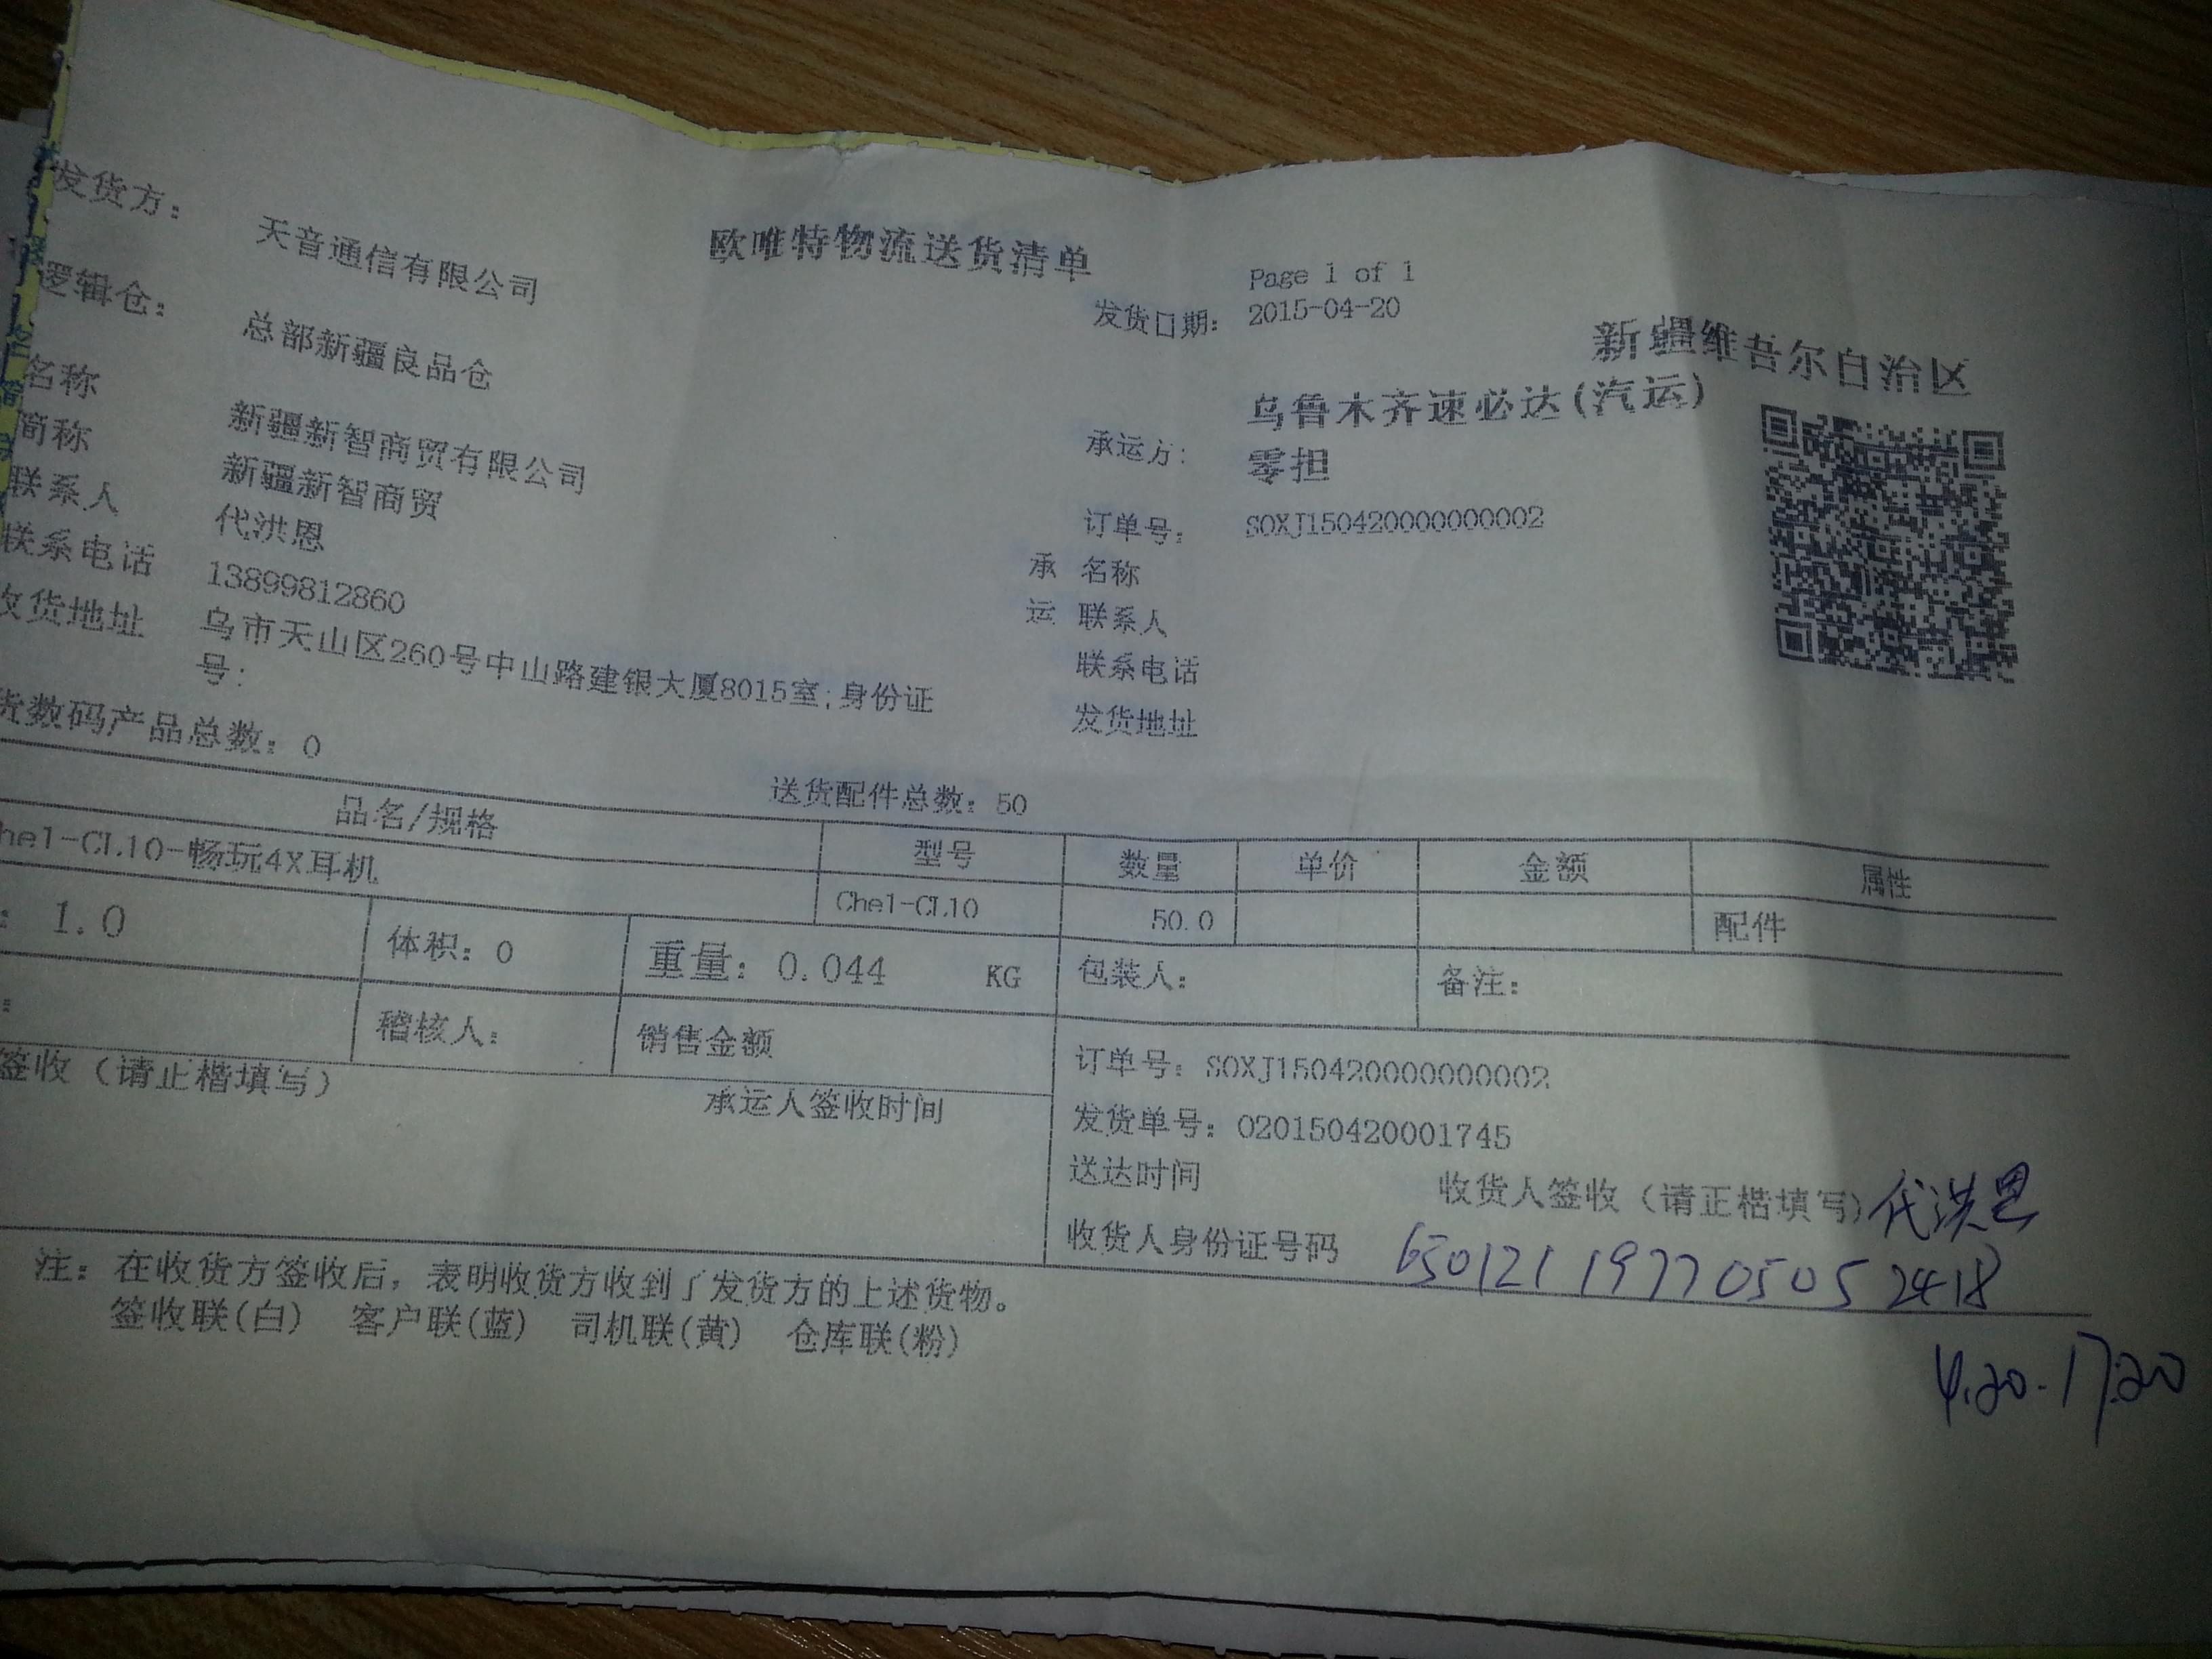 欧唯特物流送货清单
Page 1 of 1
发货方： 天音通信有限公司
发货日期： 2015-04-20
新疆维吾尔自治区
逻辑仓： 总部新疆良品仓
乌鲁木齐速必达(汽运)
承运方： 零担
名称 新疆新智商贸有限公司
简称 新疆新智商贸
订单号： SOXJ150420000000002
联系人 代洪恩
承 名称
联系电话 13899812860
运 联系人
收货地址 乌市天山区260号中山路建银大厦8015室;身份证
号:
联系电话
发货地址
货数码产品总数： 0
送货配件总数： 50
品名/规格 型号 数量 单价 金额 属性
he1-CL10-畅玩4X耳机 Che1-CL10 50.0 配件
： 1.0 体积： 0 重量： 0.044 KG 包装人： 备注：
： 稽核人： 销售金额
订单号： SOXJ150420000000002
签收（请正楷填写） 承运人签收时间
发货单号： 020150420001745
送达时间 收货人签收（请正楷填写）代洪恩
收货人身份证号码 650121197705052418
注： 在收货方签收后，表明收货方收到了发货方的上述货物。
签收联(白) 客户联(蓝) 司机联(黄) 仓库联(粉)
4.20.17:20